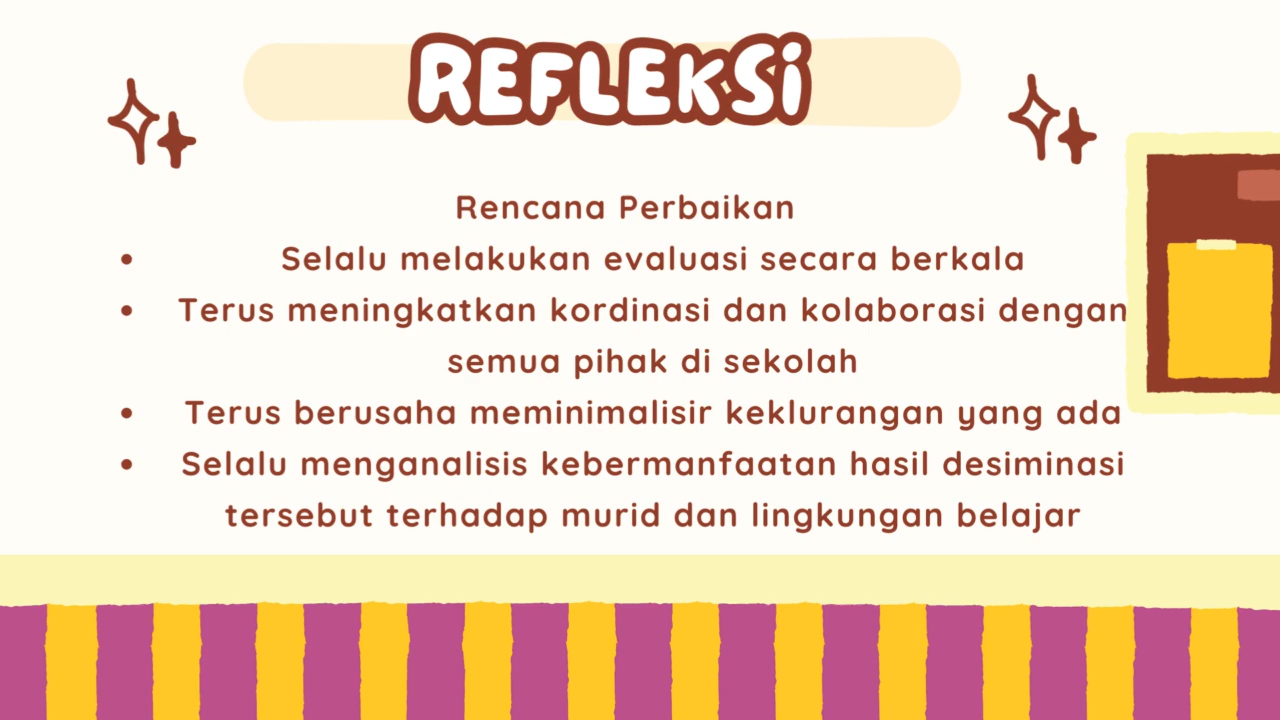 REFLEKSi
Rencana Perbaikan
• Selalu melakukan evaluasi secara berkala
• Terus meningkatkan kordinasi dan kolaborasi dengan
semua pihak di sekolah
• Terus berusaha meminimalisir keklurangan yang ada
• Selalu menganalisis kebermanfaatan hasil desiminasi
tersebut terhadap murid dan lingkungan belajar